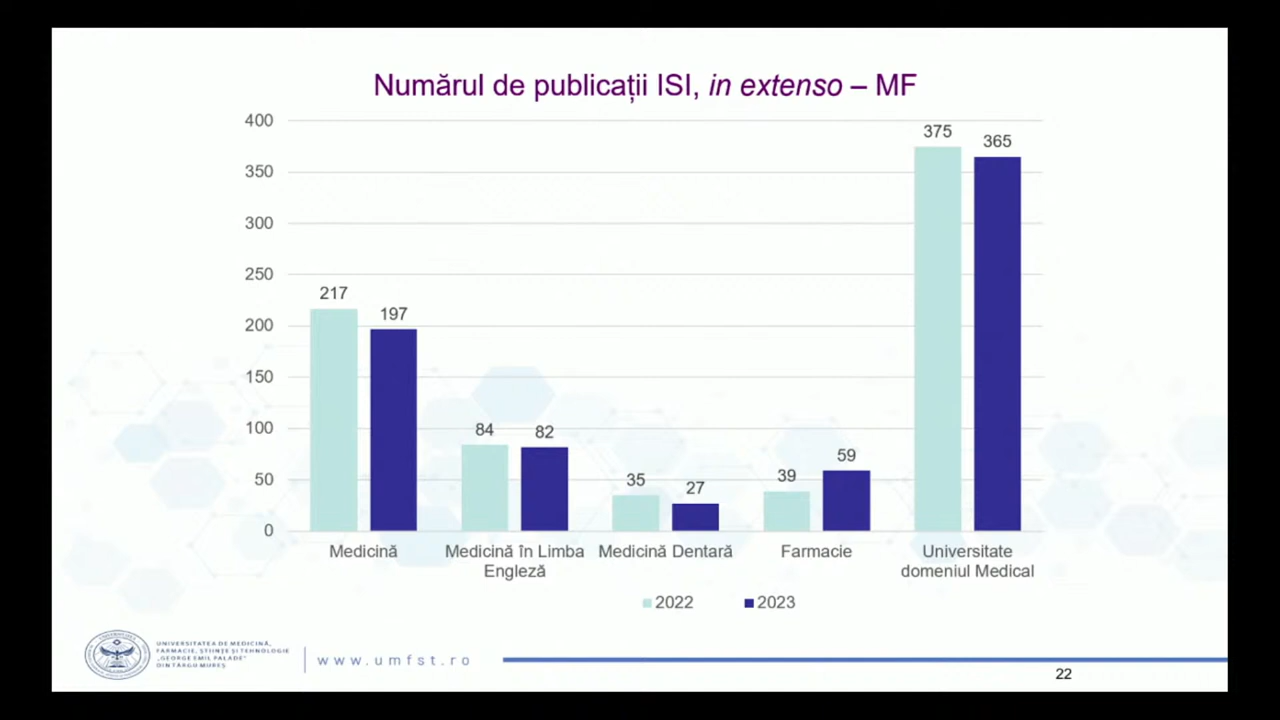 Numărul de publicații ISI, in extenso – MF
400
350
300
250
200
150
100
50
0
217
197
84
82
35
27
39
59
375
365
Medicină
Medicină în Limba
Engleză
Medicină Dentară
Farmacie
Universitate
domeniul Medical
2022
2023
UNIVERSITATEA DE MEDICINĂ,
FARMACIE, ȘTIINȚE ȘI TEHNOLOGIE
„GEORGE EMIL PALADE”
DIN TÂRGU MUREȘ
www.umfst.ro
22